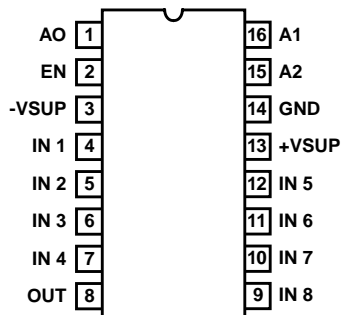 AO 1 16 A1
EN 2 15 A2
-VSUP 3 14 GND
IN 1 4 13 +VSUP
IN 2 5 12 IN 5
IN 3 6 11 IN 6
IN 4 7 10 IN 7
OUT 8 9 IN 8